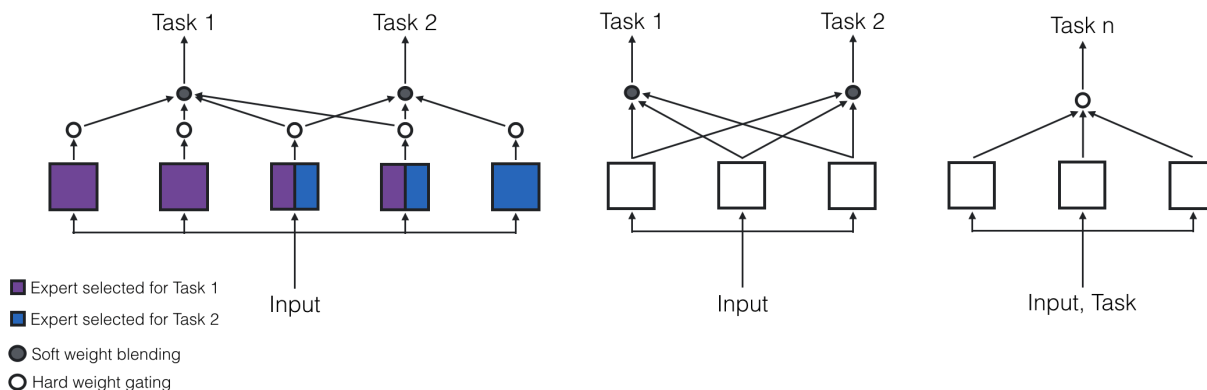 Task 1
Task 2
Task 1
Task 2
Task n
Input
Input
Input, Task
Expert selected for Task 1
Expert selected for Task 2
Soft weight blending
Hard weight gating